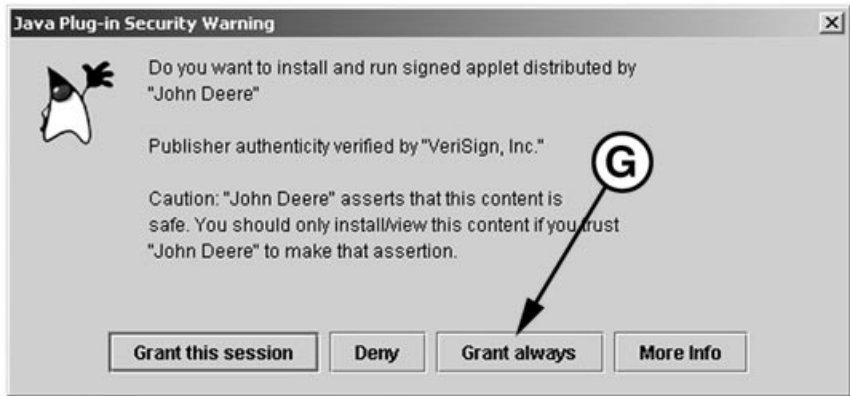 Java Plug-in Security Warning
Do you want to install and run signed applet distributed by
"John Deere"
Publisher authenticity verified by "VeriSign, Inc."
G
Caution: "John Deere" asserts that this content is
safe. You should only install/view this content if you trust
"John Deere" to make that assertion.
Grant this session Deny Grant always More Info